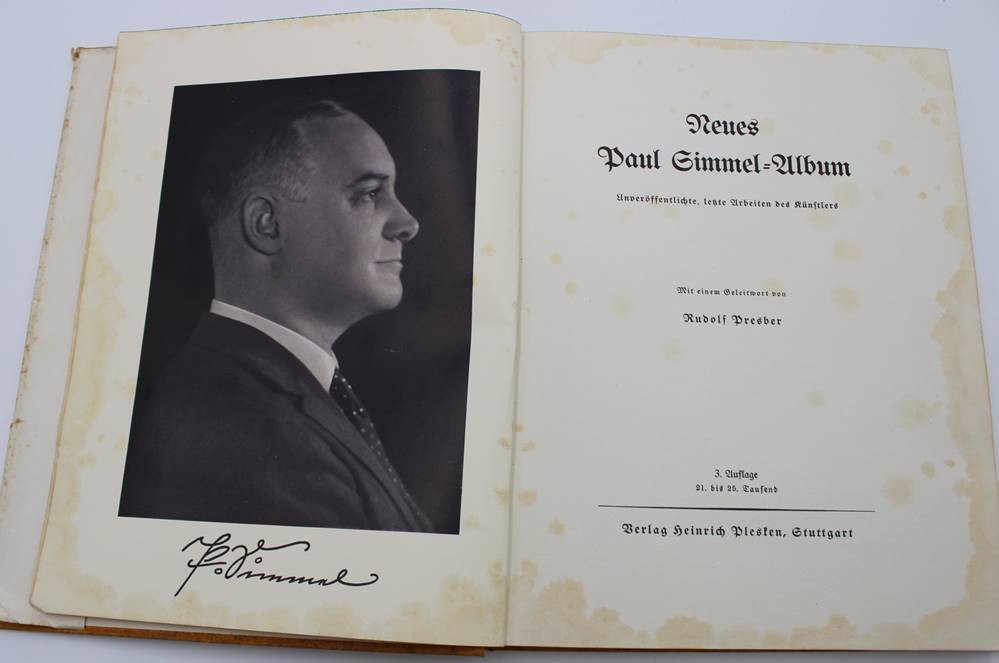 P. Simmel
Neues
Paul Simmel-Album
Unveröffentlichte, letzte Arbeiten des Künstlers
Mit einem Geleitwort von
Rudolf Presber
3. Auflage
21. bis 25. Tausend
Verlag Heinrich Plesken, Stuttgart